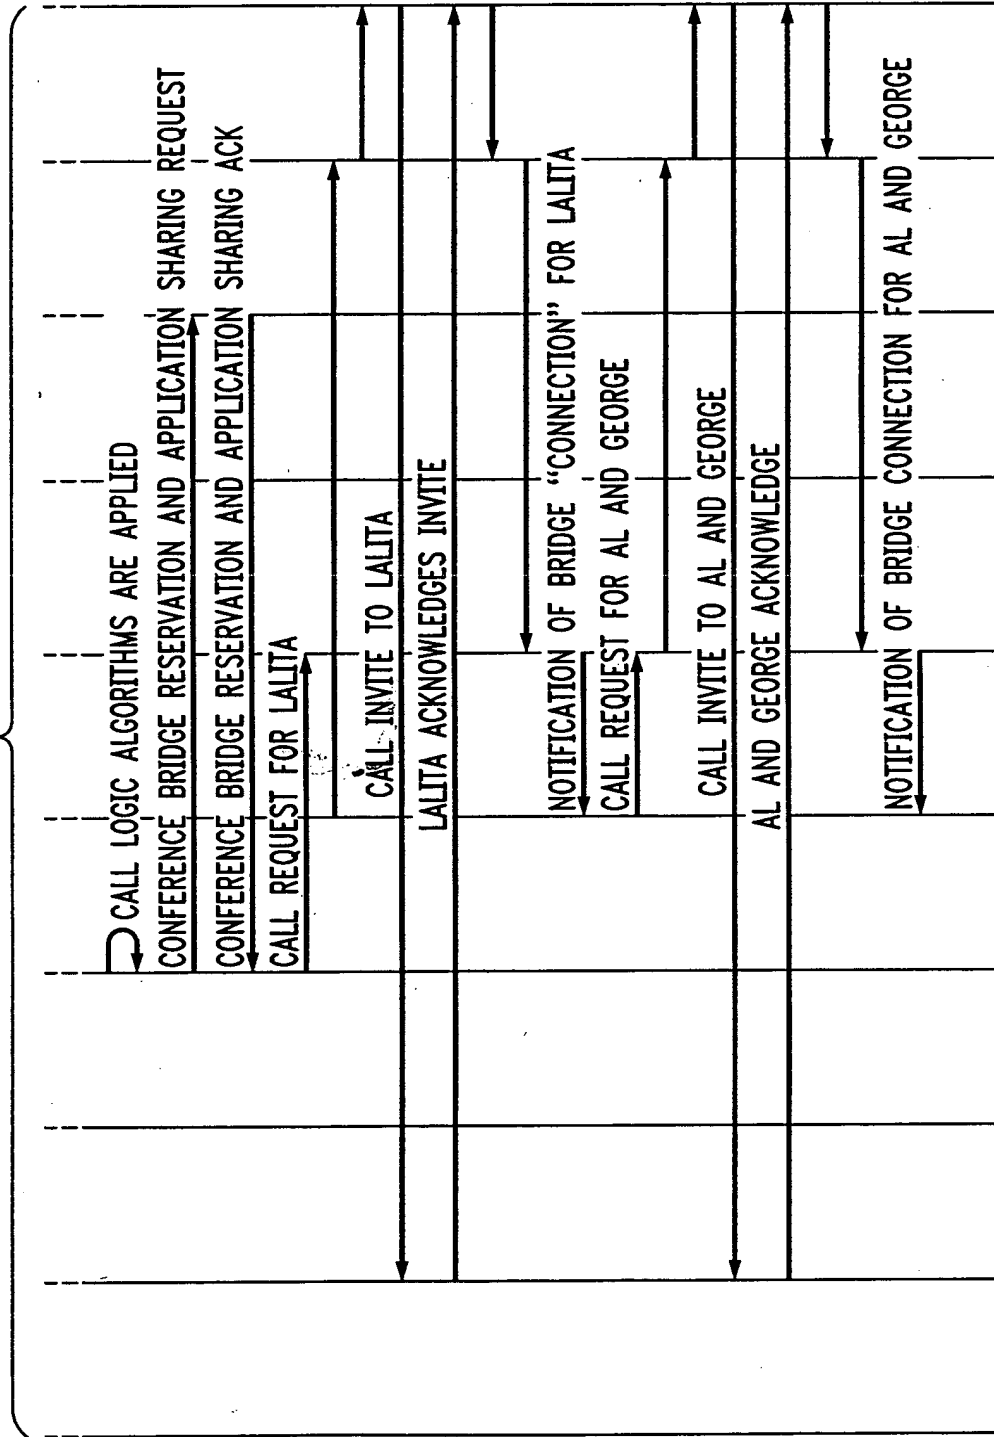 CALL LOGIC ALGORITHMS ARE APPLIED
CONFERENCE BRIDGE RESERVATION AND APPLICATION SHARING REQUEST
CONFERENCE BRIDGE RESERVATION AND APPLICATION SHARING ACK
CALL REQUEST FOR LALITA
CALL INVITE TO LALITA
LALITA ACKNOWLEDGES INVITE
NOTIFICATION OF BRIDGE "CONNECTION" FOR LALITA
CALL REQUEST FOR AL AND GEORGE
CALL INVITE TO AL AND GEORGE
AL AND GEORGE ACKNOWLEDGE
NOTIFICATION OF BRIDGE CONNECTION FOR AL AND GEORGE